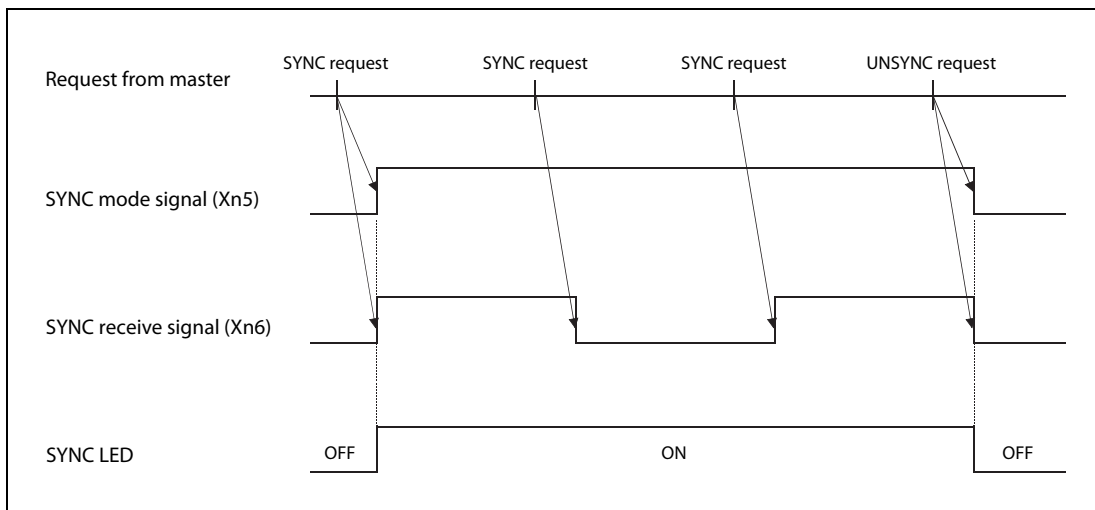 SYNC request SYNC request SYNC request UNSYNC request
Request from master
SYNC mode signal (Xn5)
SYNC receive signal (Xn6)
SYNC LED OFF ON OFF